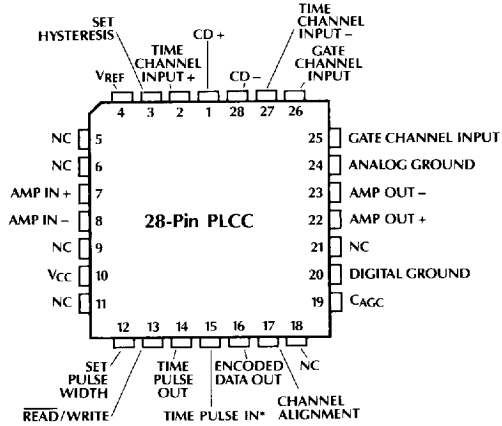 SET
HYSTERESIS
VREF
TIME
CHANNEL
INPUT +
CD +
CD –
TIME
CHANNEL
INPUT –
GATE
CHANNEL
INPUT
4 3 2 1 28 27 26
NC 5
NC 6
AMP IN + 7
AMP IN – 8
NC 9
VCC 10
NC 11
28-Pin PLCC
25 GATE CHANNEL INPUT
24 ANALOG GROUND
23 AMP OUT –
22 AMP OUT +
21 NC
20 DIGITAL GROUND
19 CAGC
12 13 14 15 16 17 18
SET
PULSE
WIDTH
READ/WRITE
TIME
PULSE
OUT
TIME PULSE IN*
ENCODED
DATA OUT
CHANNEL
ALIGNMENT
NC